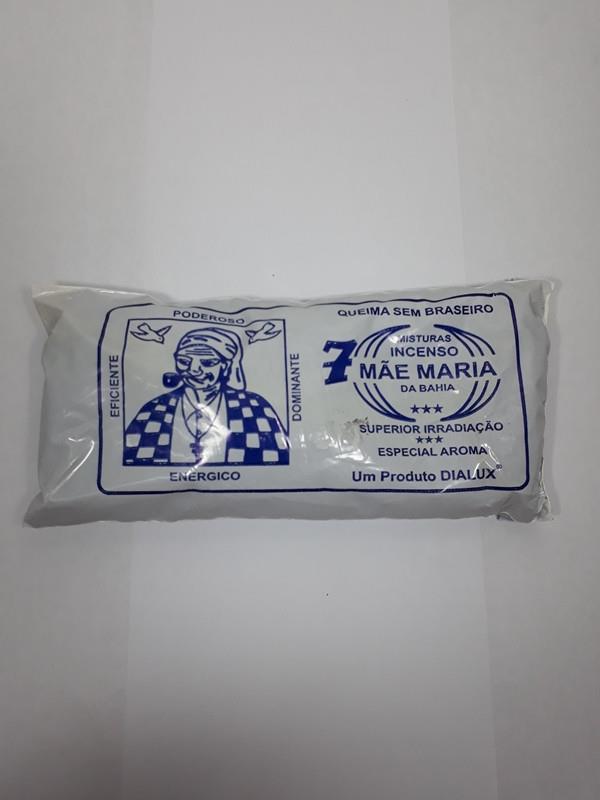 PODEROSO
EFICIENTE
DOMINANTE
ENÉRGICO
QUEIMA SEM BRASEIRO
7 MISTURAS
INCENSO
MÃE MARIA
DA BAHIA
★★★
SUPERIOR IRRADIAÇÃO
★★★
ESPECIAL AROMA
Um Produto DIALUX®